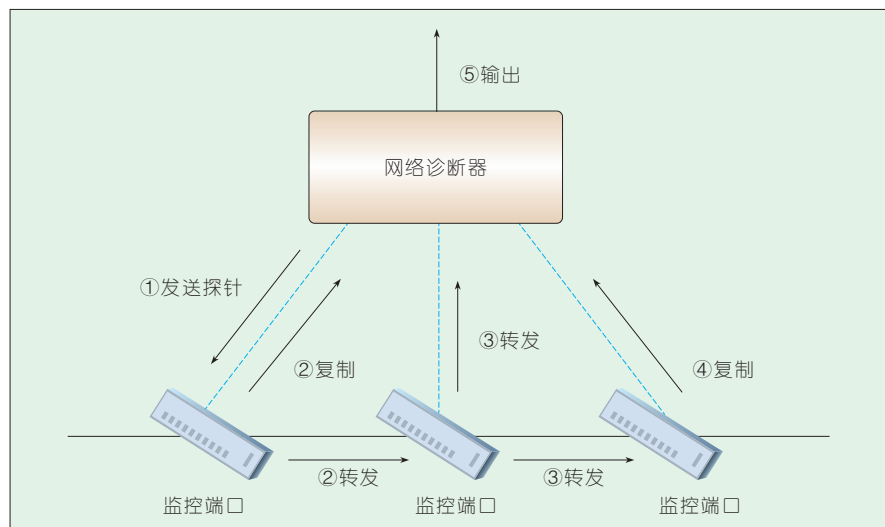 ⑤输出
网络诊断器
①发送探针
②复制
③转发
④复制
②转发
③转发
监控端口
监控端口
监控端口